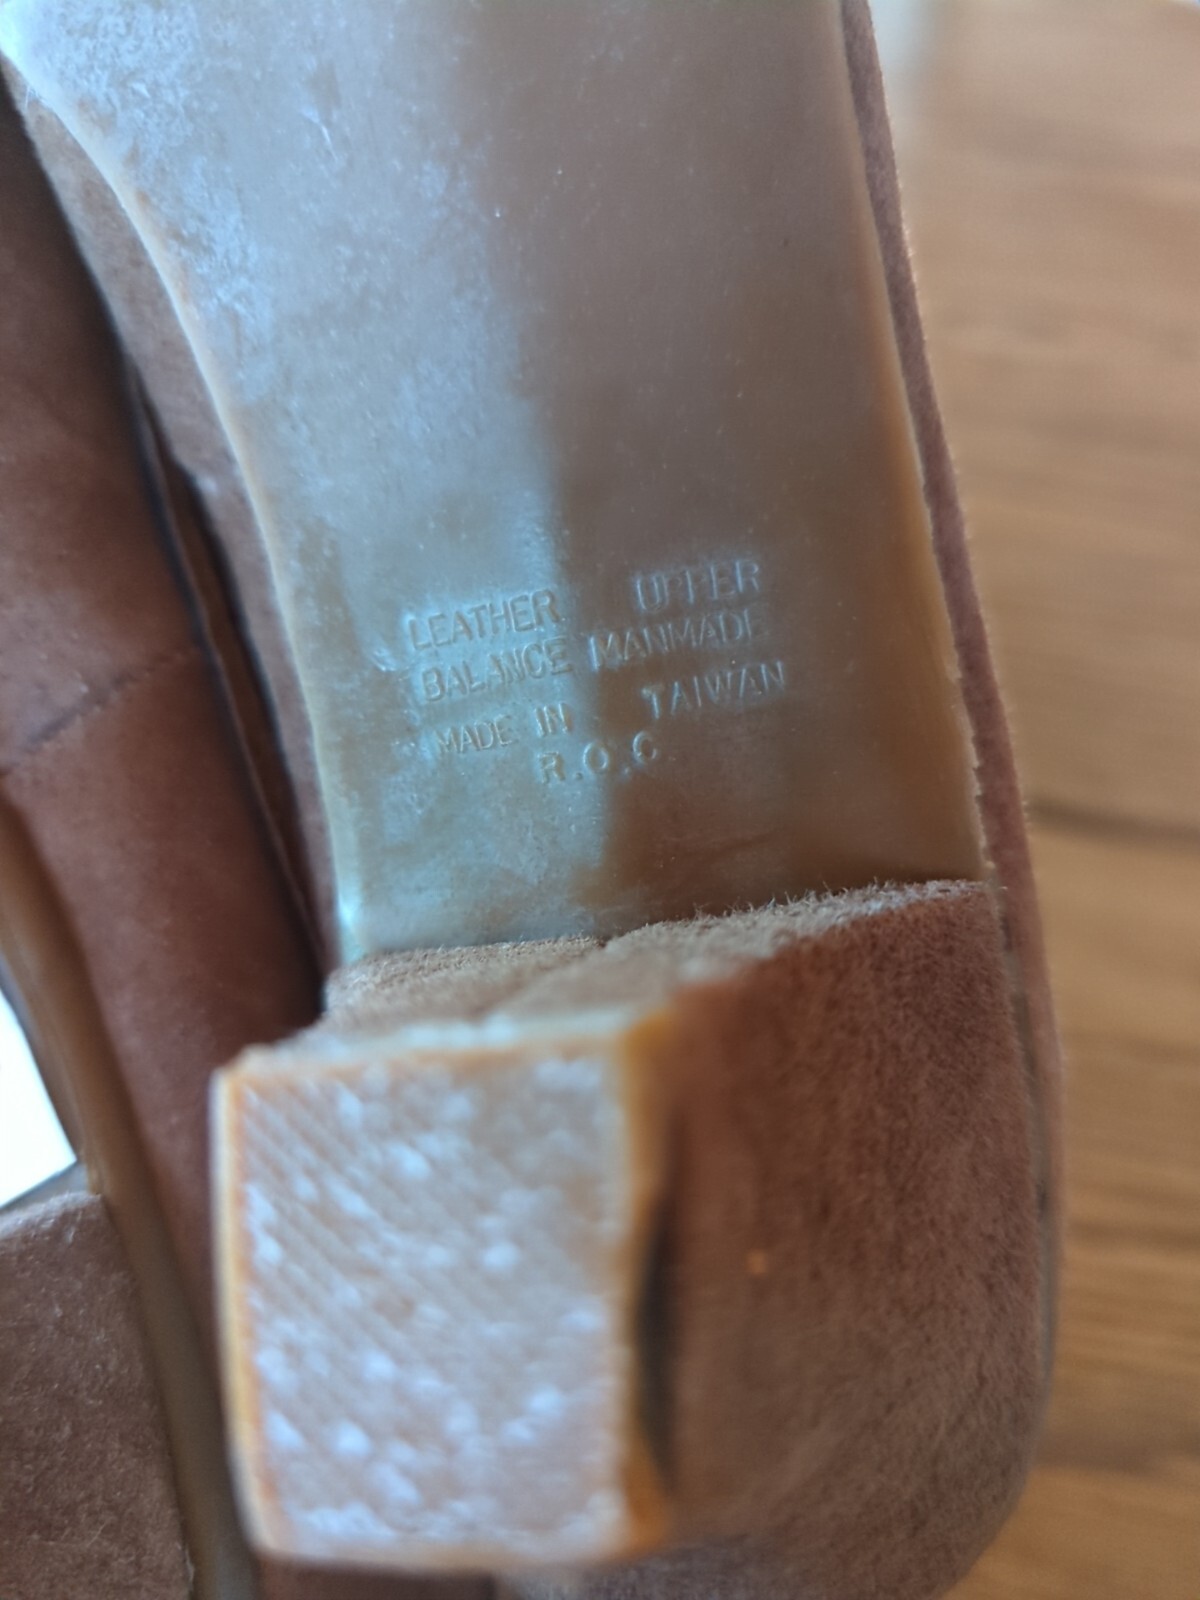 LEATHER UPPER
BALANCE MANMADE
MADE IN TAIWAN
R.O.C.